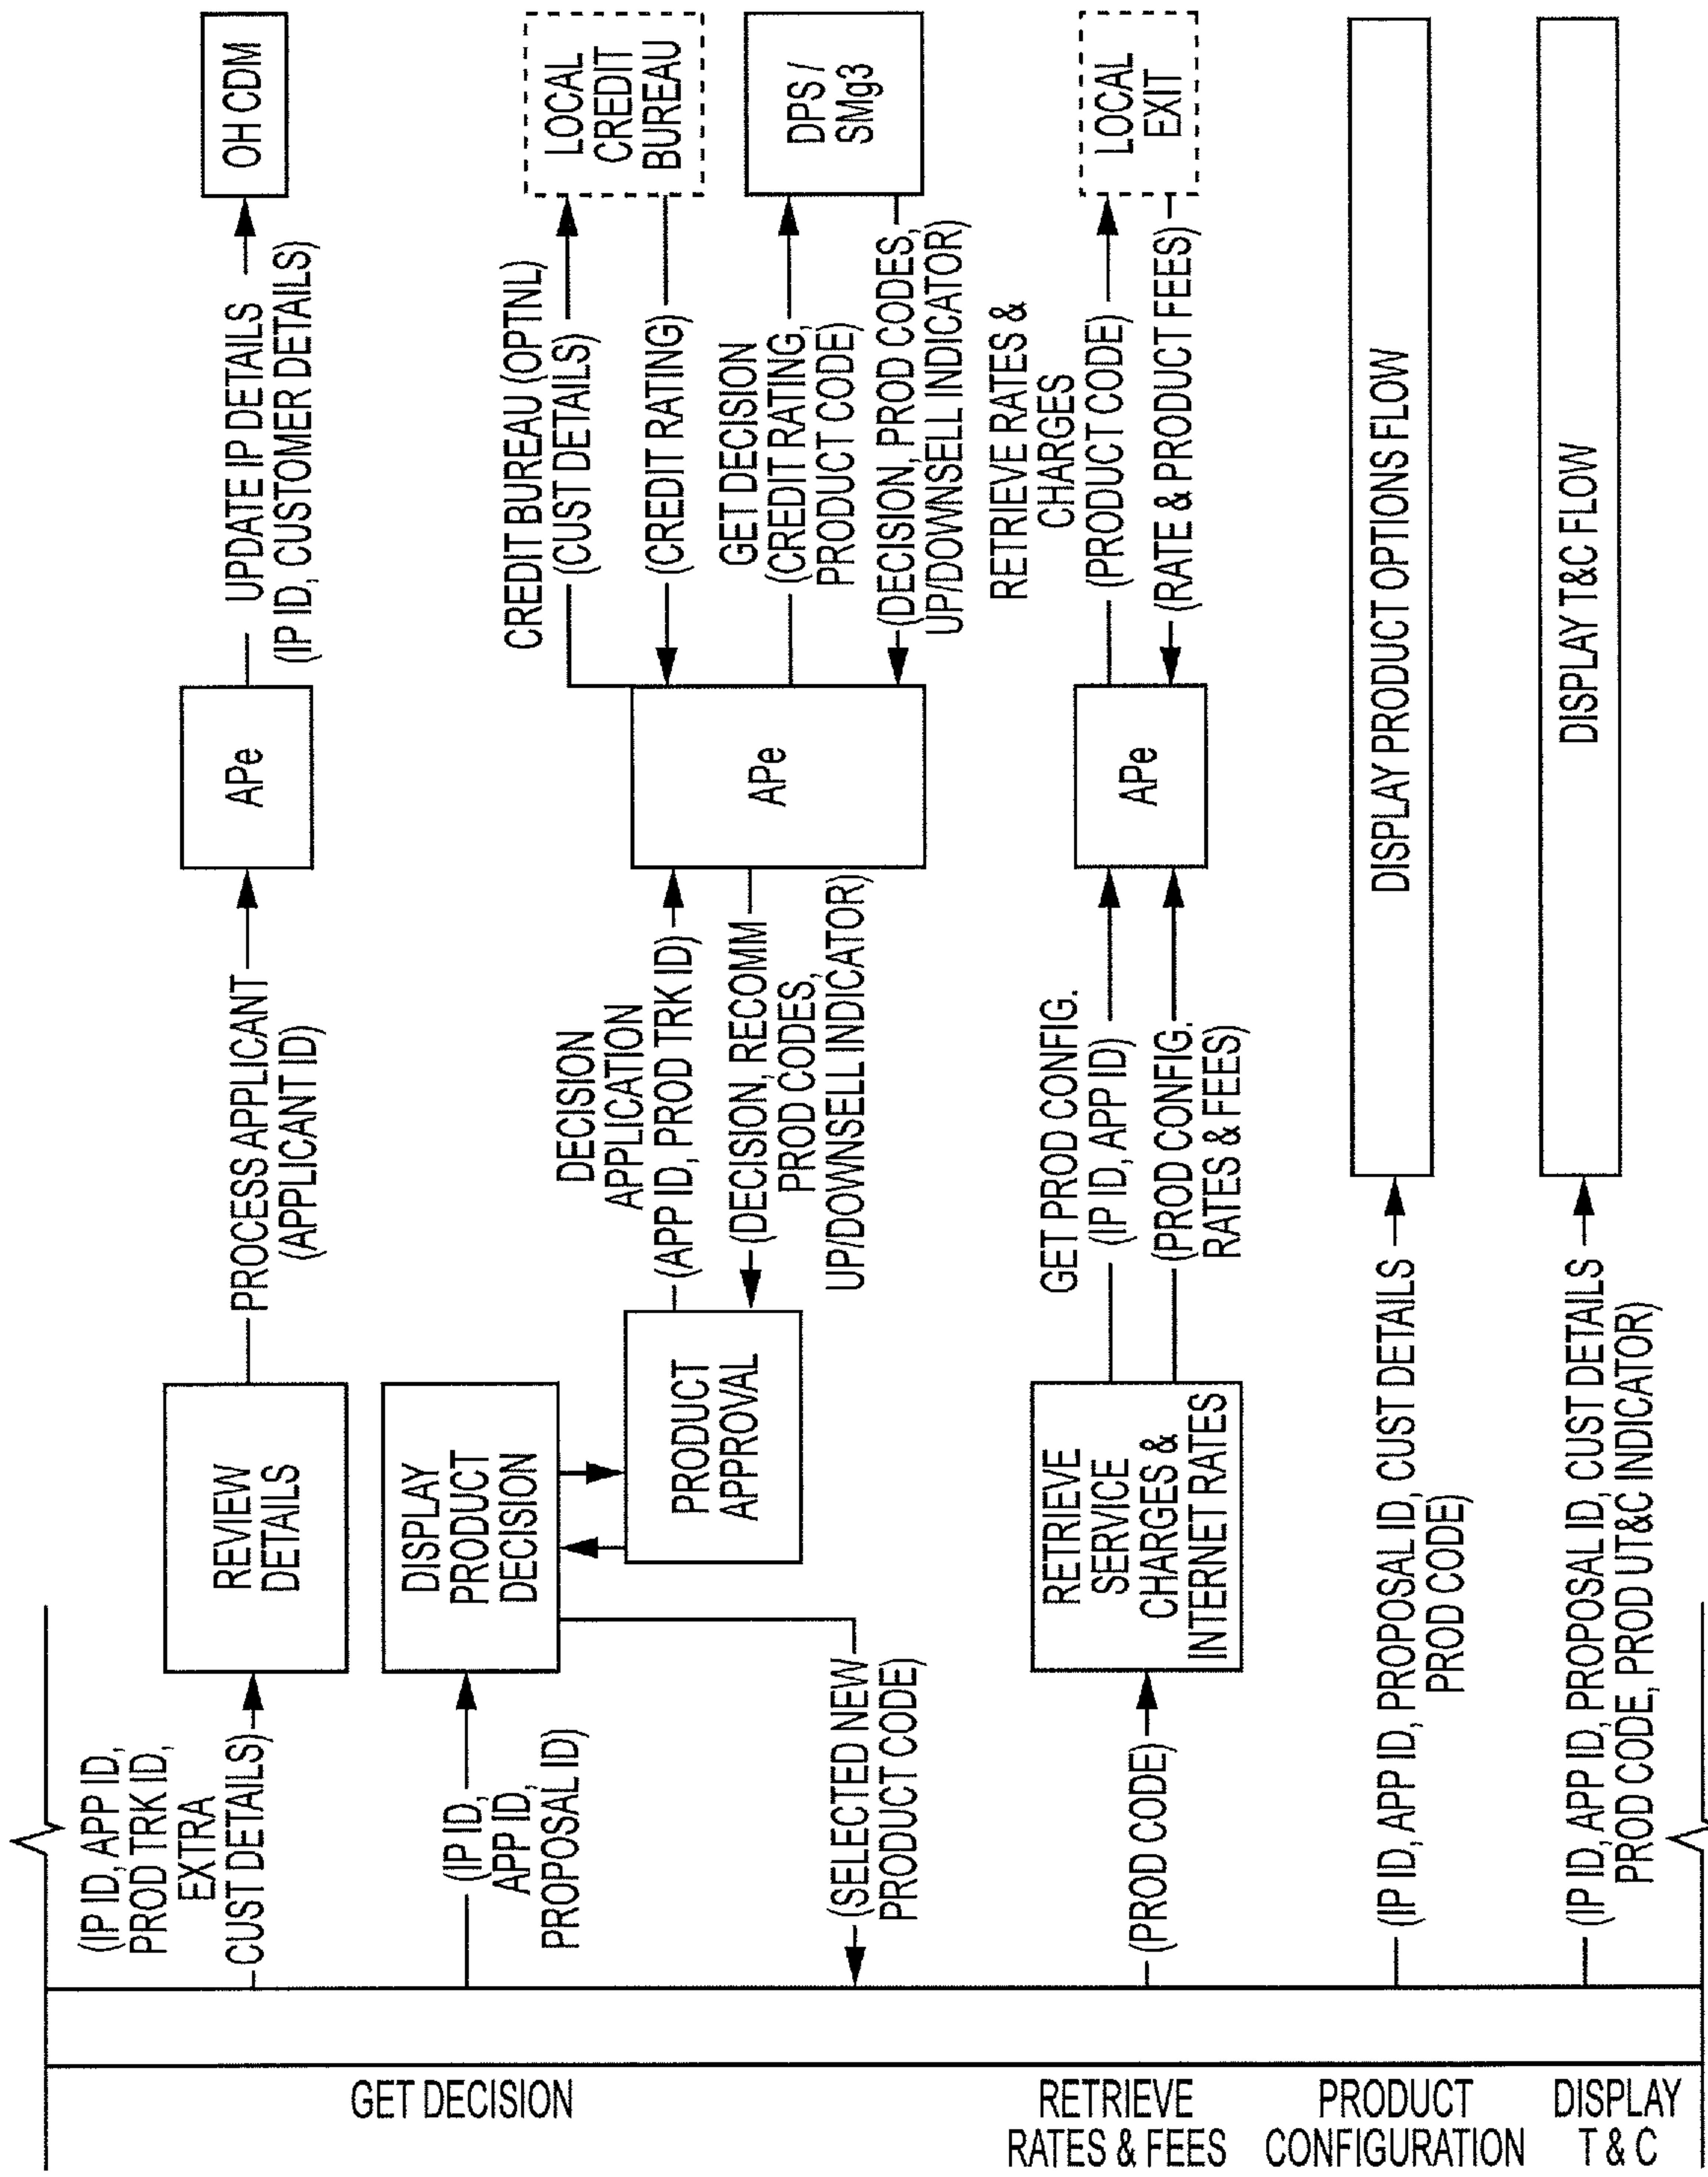 OH CDM
UPDATE IP DETAILS
(IP ID, CUSTOMER DETAILS)
APe
PROCESS APPLICANT
(APPLICANT ID)
REVIEW
DETAILS
(IP ID, APP ID,
PROD TRK ID,
EXTRA
CUST DETAILS)
LOCAL
CREDIT
BUREAU
CREDIT BUREAU (OPTNL)
(CUST DETAILS)
(CREDIT RATING)
DPS /
SMg3
GET DECISION
(CREDIT RATING,
PRODUCT CODE)
(DECISION, PROD CODES,
UP/DOWNSELL INDICATOR)
APe
DECISION
APPLICATION
(APP ID, PROD TRK ID)
(DECISION, RECOMM
PROD CODES,
UP/DOWNSELL INDICATOR)
PRODUCT
APPROVAL
DISPLAY
PRODUCT
DECISION
(IP ID,
APP ID,
PROPOSAL ID)
(SELECTED NEW
PRODUCT CODE)
GET DECISION
LOCAL
EXIT
RETRIEVE RATES &
CHARGES
(PRODUCT CODE)
(RATE & PRODUCT FEES)
APe
GET PROD CONFIG.
(IP ID, APP ID)
(PROD CONFIG.
RATES & FEES)
RETRIEVE
SERVICE
CHARGES &
INTERNET RATES
(PROD CODE)
RETRIEVE
RATES & FEES
DISPLAY PRODUCT OPTIONS FLOW
(IP ID, APP ID, PROPOSAL ID, CUST DETAILS
PROD CODE)
PRODUCT
CONFIGURATION
DISPLAY T&C FLOW
(IP ID, APP ID, PROPOSAL ID, CUST DETAILS
PROD CODE, PROD UT&C INDICATOR)
DISPLAY
T & C